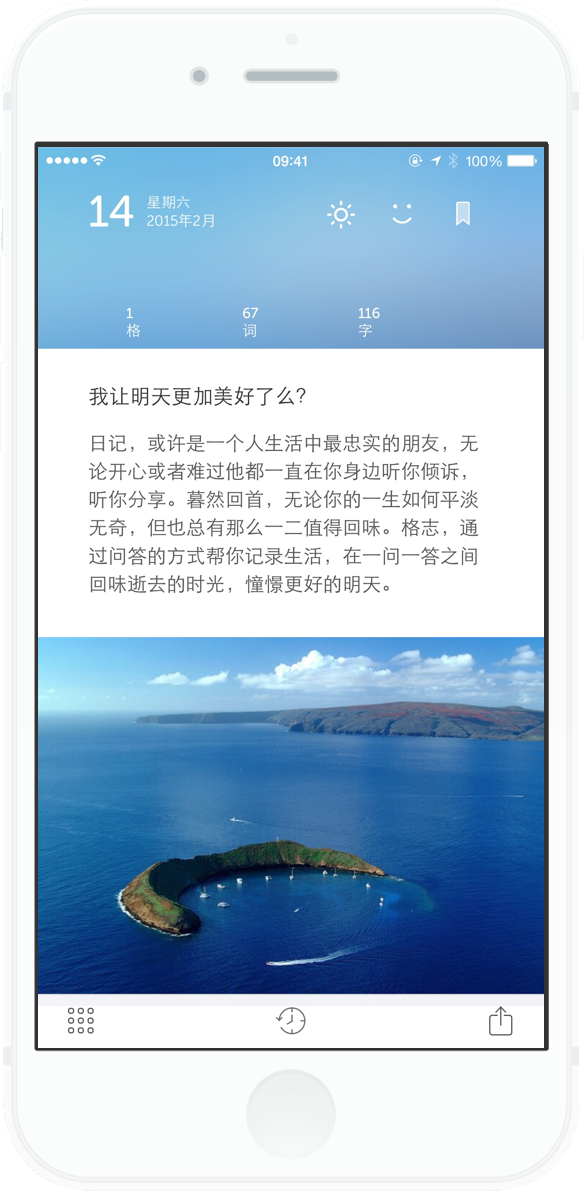 09:41
100%
14
星期六
2015年2月
1
格
67
词
116
字
我让明天更加美好了么？
日记，或许是一个人生活中最忠实的朋友，无
论开心或者难过他都一直在你身边听你倾诉，
听你分享。暮然回首，无论你的一生如何平淡
无奇，但也总有那么一二值得回味。格志，通
过问答的方式帮你记录生活，在一问一答之间
回味逝去的时光，憧憬更好的明天。